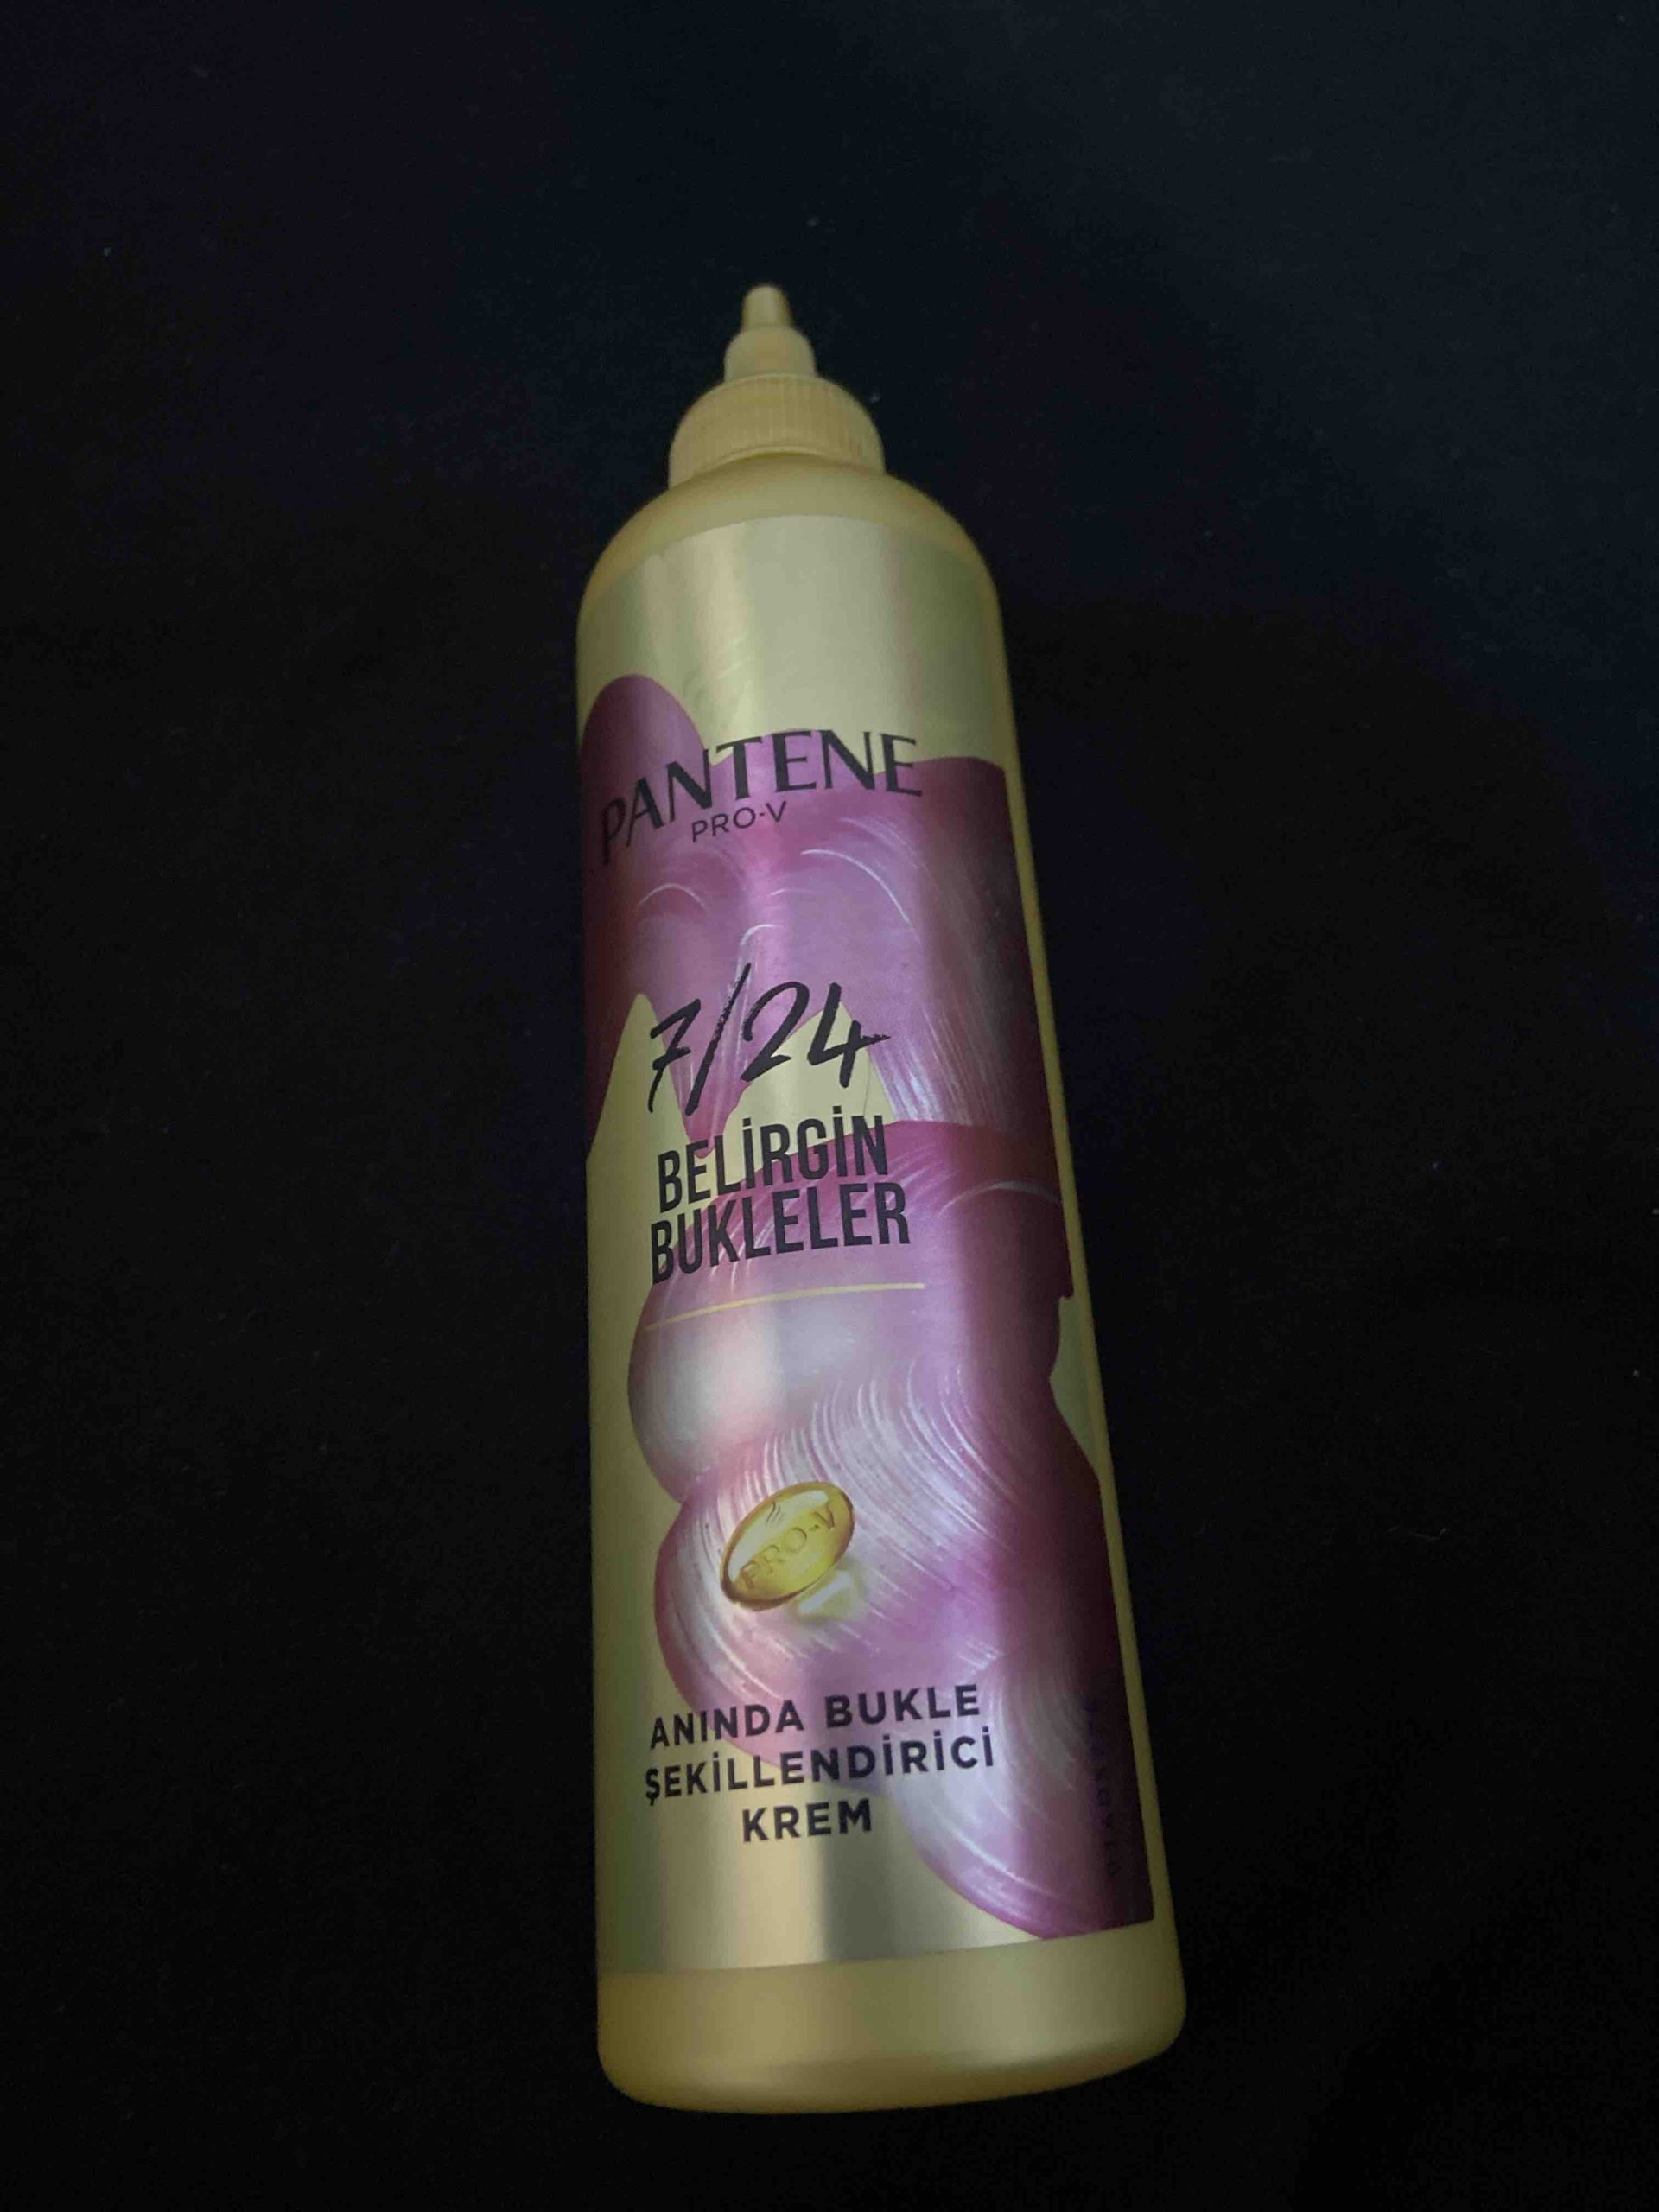 PANTENE
PRO-V
7/24
BELİRGİN
BUKLELER
PRO-V
ANINDA BUKLE
ŞEKİLLENDİRİCİ
KREM